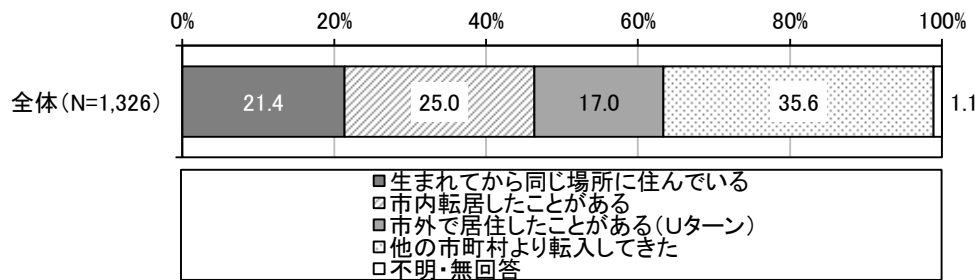 0% 20% 40% 60% 80% 100%
全体(N=1,326) 21.4 25.0 17.0 35.6 1.1
生まれてから同じ場所に住んでいる
市内転居したことがある
市外で居住したことがある(Uターン)
他の市町村より転入してきた
不明・無回答